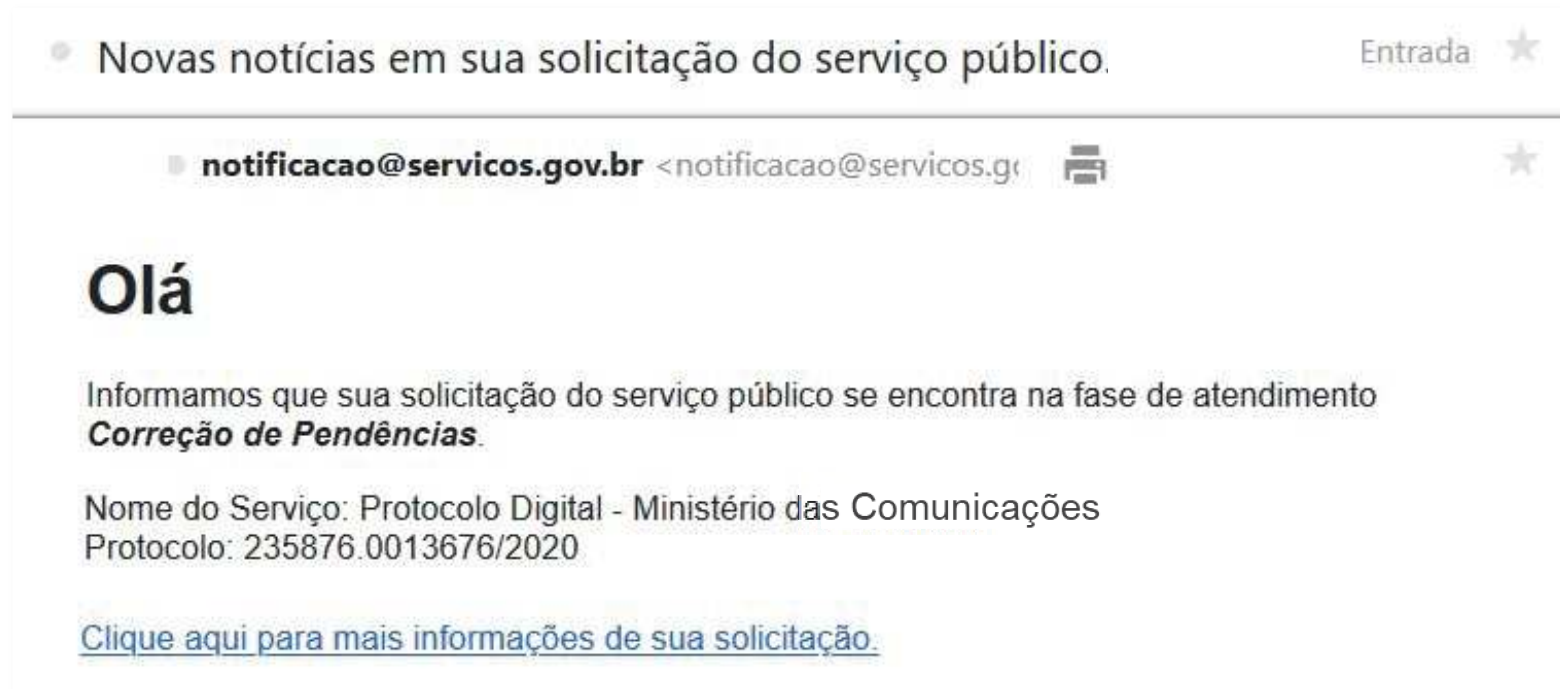 Novas notícias em sua solicitação do serviço público.
Entrada
notificacao@servicos.gov.br <notificacao@servicos.g
Olá
Informamos que sua solicitação do serviço público se encontra na fase de atendimento
Correção de Pendências.
Nome do Serviço: Protocolo Digital - Ministério das Comunicações
Protocolo: 235876.0013676/2020
Clique aqui para mais informações de sua solicitação.